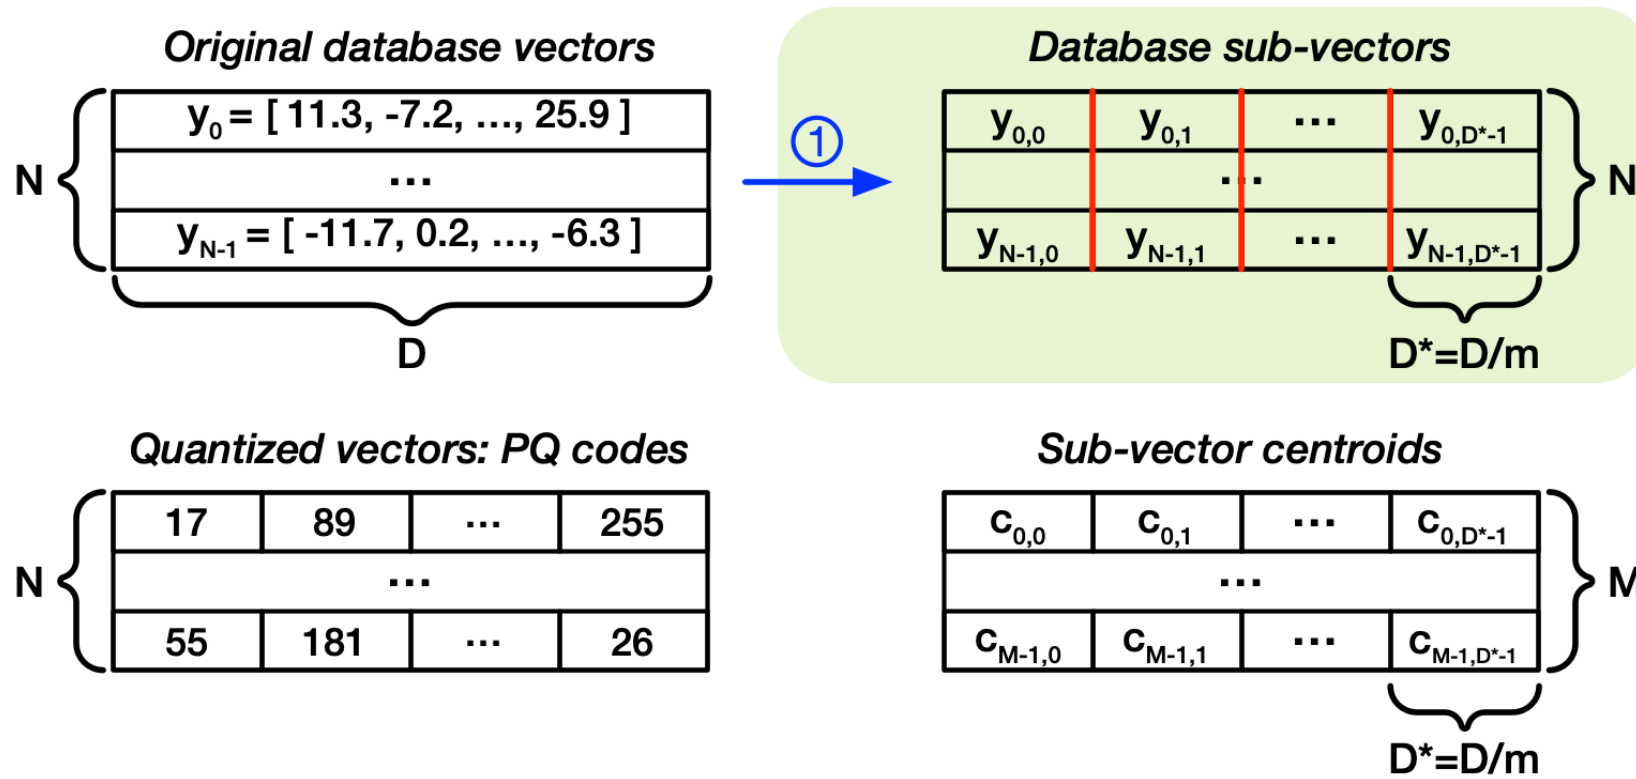 Original database vectors
N
y0 = [ 11.3, -7.2, ..., 25.9 ]
...
yN-1 = [ -11.7, 0.2, ..., -6.3 ]
D
1
Database sub-vectors
y0,0 y0,1 ... y0,D*-1
...
yN-1,0 yN-1,1 ... yN-1,D*-1
N
D*=D/m
Quantized vectors: PQ codes
N
17 89 ... 255
...
55 181 ... 26
Sub-vector centroids
c0,0 c0,1 ... c0,D*-1
...
cM-1,0 cM-1,1 ... cM-1,D*-1
M
D*=D/m